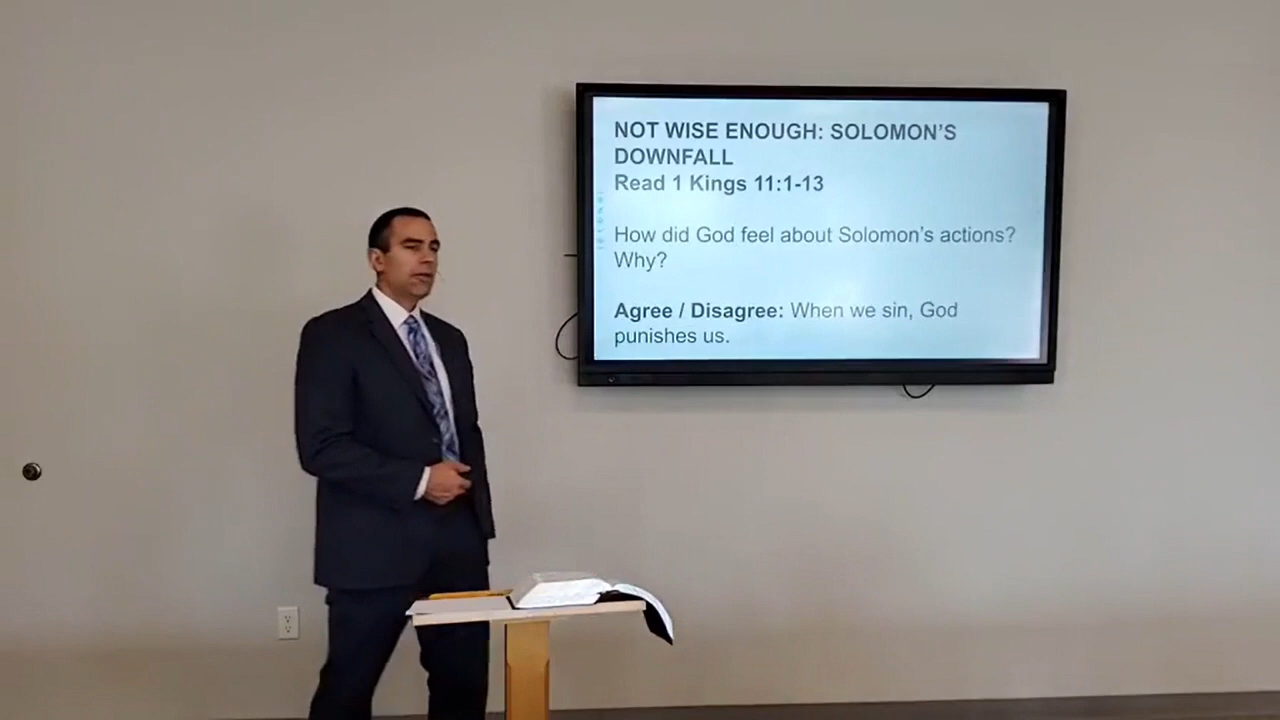 NOT WISE ENOUGH: SOLOMON'S
DOWNFALL
Read 1 Kings 11:1-13
How did God feel about Solomon's actions?
Why?
Agree / Disagree: When we sin, God
punishes us.